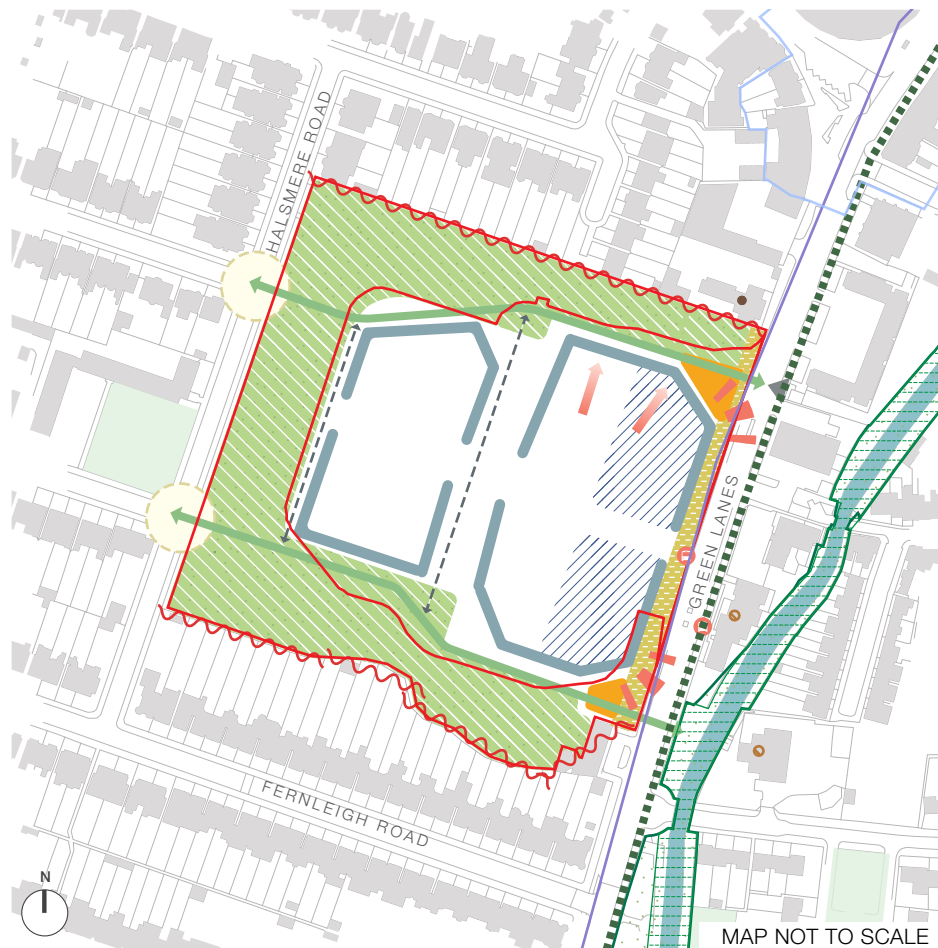 HALSMERE ROAD
GREEN LANES
FERNLEIGH ROAD
N
MAP NOT TO SCALE